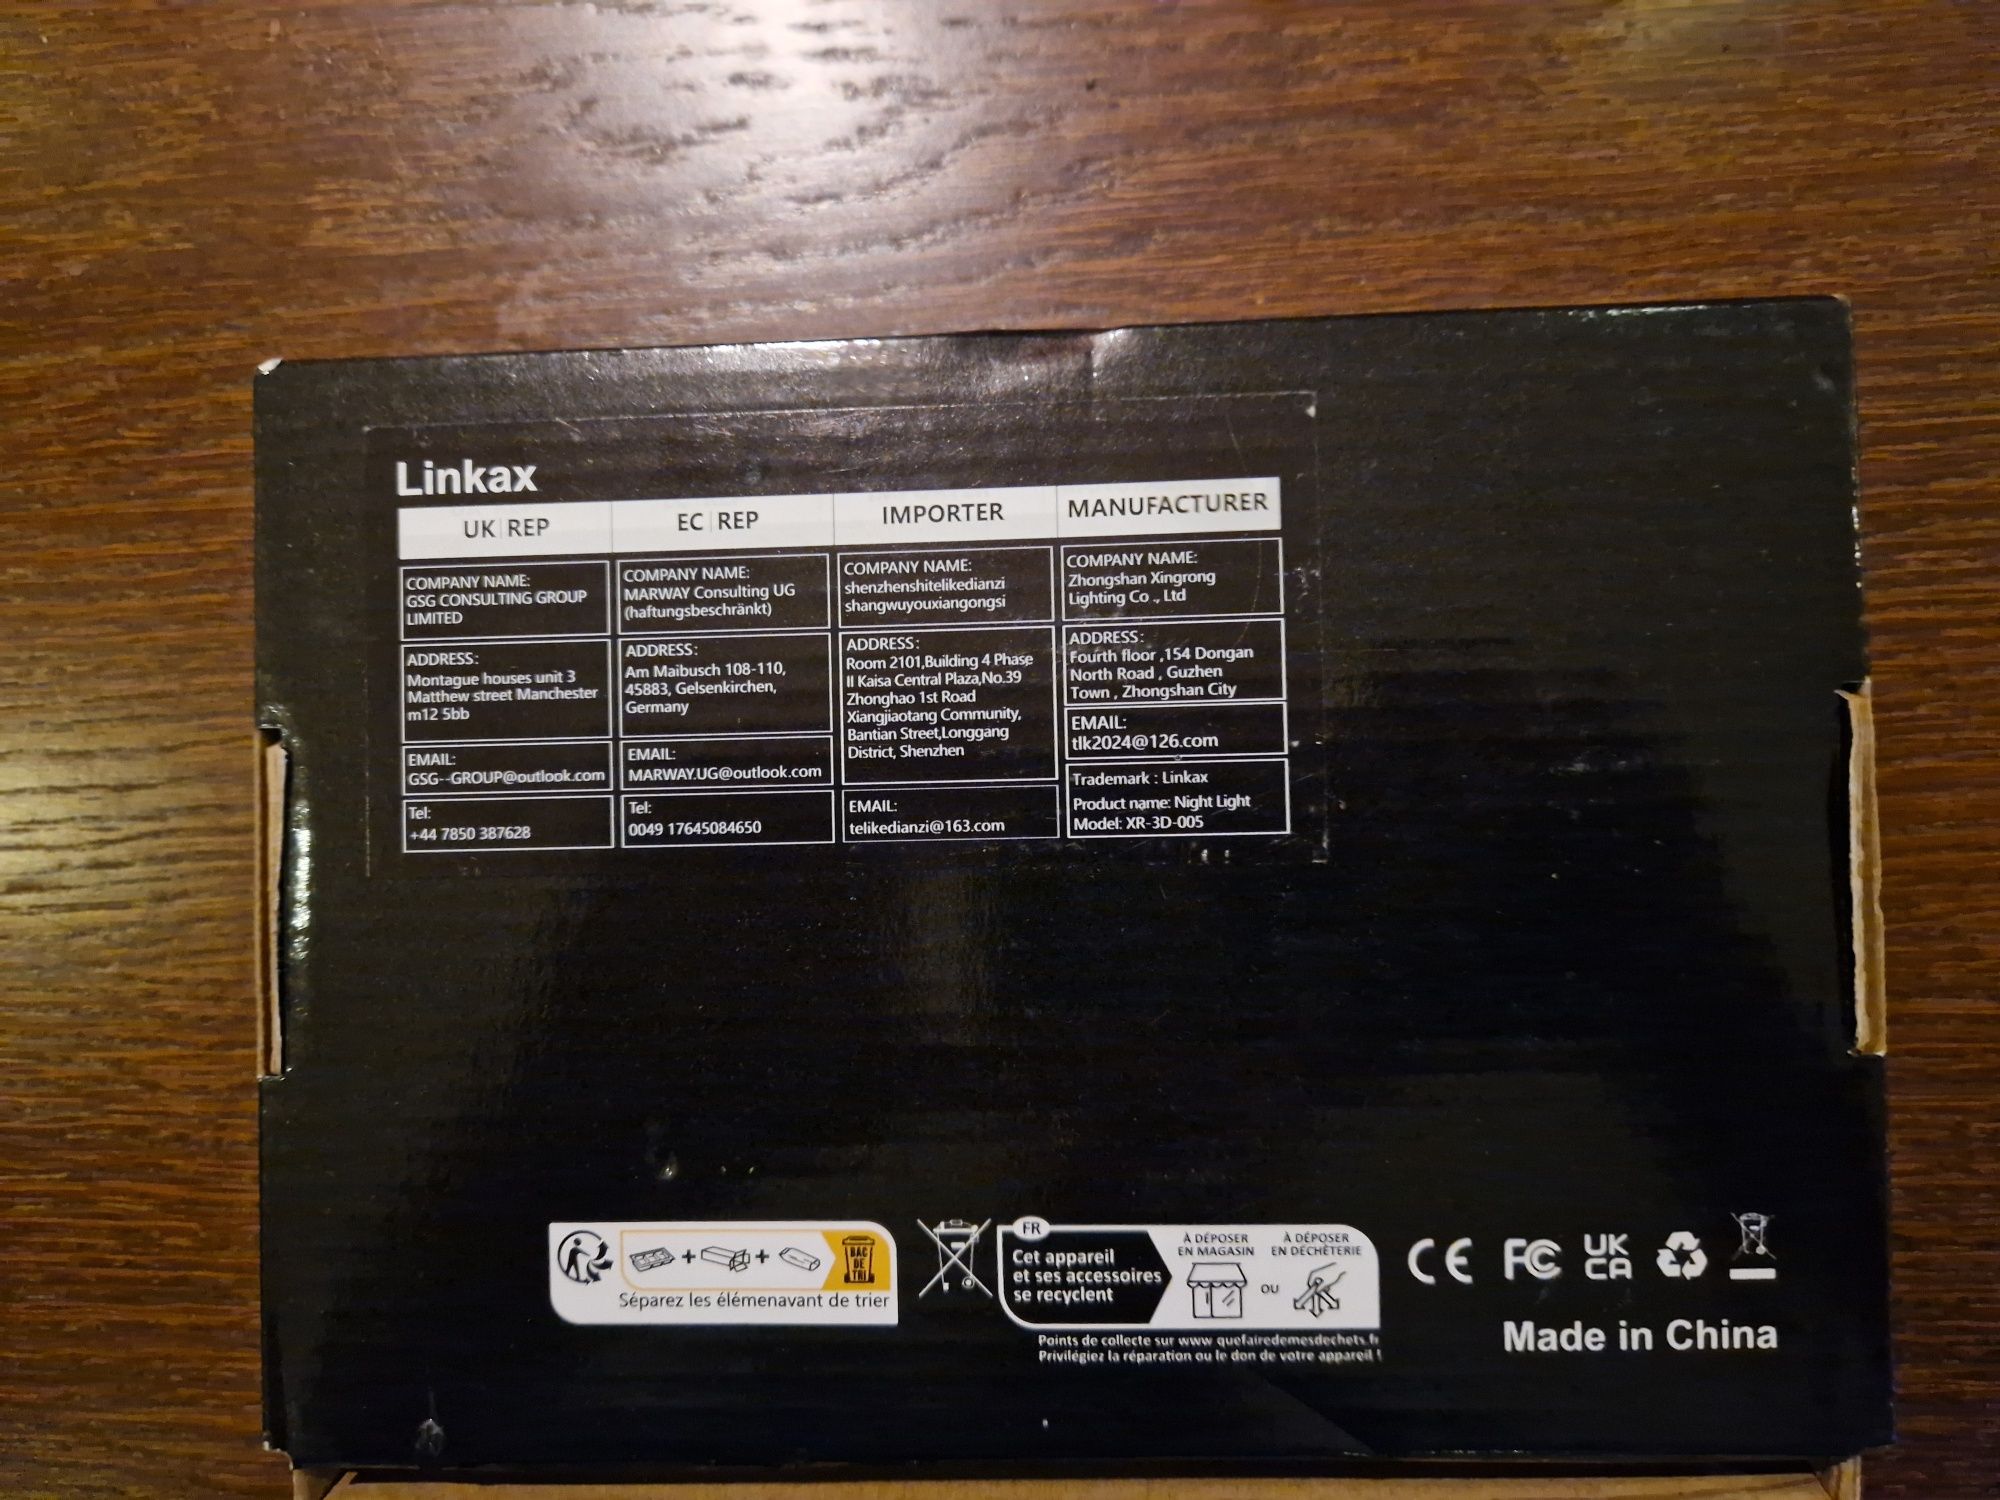 Linkax
UK REP
COMPANY NAME:
GSG CONSULTING GROUP
LIMITED
ADDRESS:
Montague houses unit 3
Matthew street Manchester
m12 5bb
EMAIL:
GSG--GROUP@outlook.com
Tel:
+44 7850 387628
EC REP
COMPANY NAME:
MARWAY Consulting UG
(haftungsbeschränkt)
ADDRESS:
Am Maibusch 108-110,
45883, Gelsenkirchen,
Germany
EMAIL:
MARWAY.UG@outlook.com
Tel:
0049 17645084650
IMPORTER
COMPANY NAME:
shenzhenshitelikedianzi
shangwuyouxiangongsi
ADDRESS:
Room 2101,Building 4 Phase
II Kaisa Central Plaza,No.39
Zhonghao 1st Road
Xiangjiaotang Community,
Bantian Street,Longgang
District, Shenzhen
EMAIL:
telikedianzi@163.com
MANUFACTURER
COMPANY NAME:
Zhongshan Xingrong
Lighting Co ., Ltd
ADDRESS:
Fourth floor ,154 Dongan
North Road , Guzhen
Town , Zhongshan City
EMAIL:
tlk2024@126.com
Trademark : Linkax
Product name: Night Light
Model: XR-3D-005
BAC
DE
TRI
Séparez les élémenavant de trier
FR
Cet appareil
et ses accessoires
se recyclent
À DÉPOSER
EN MAGASIN
OU
À DÉPOSER
EN DÉCHÈTERIE
Points de collecte sur www quefairedemesdechets.fr
Privilégiez la réparation ou le don de votre appareil !
CE
FC
UK
CA
Made in China